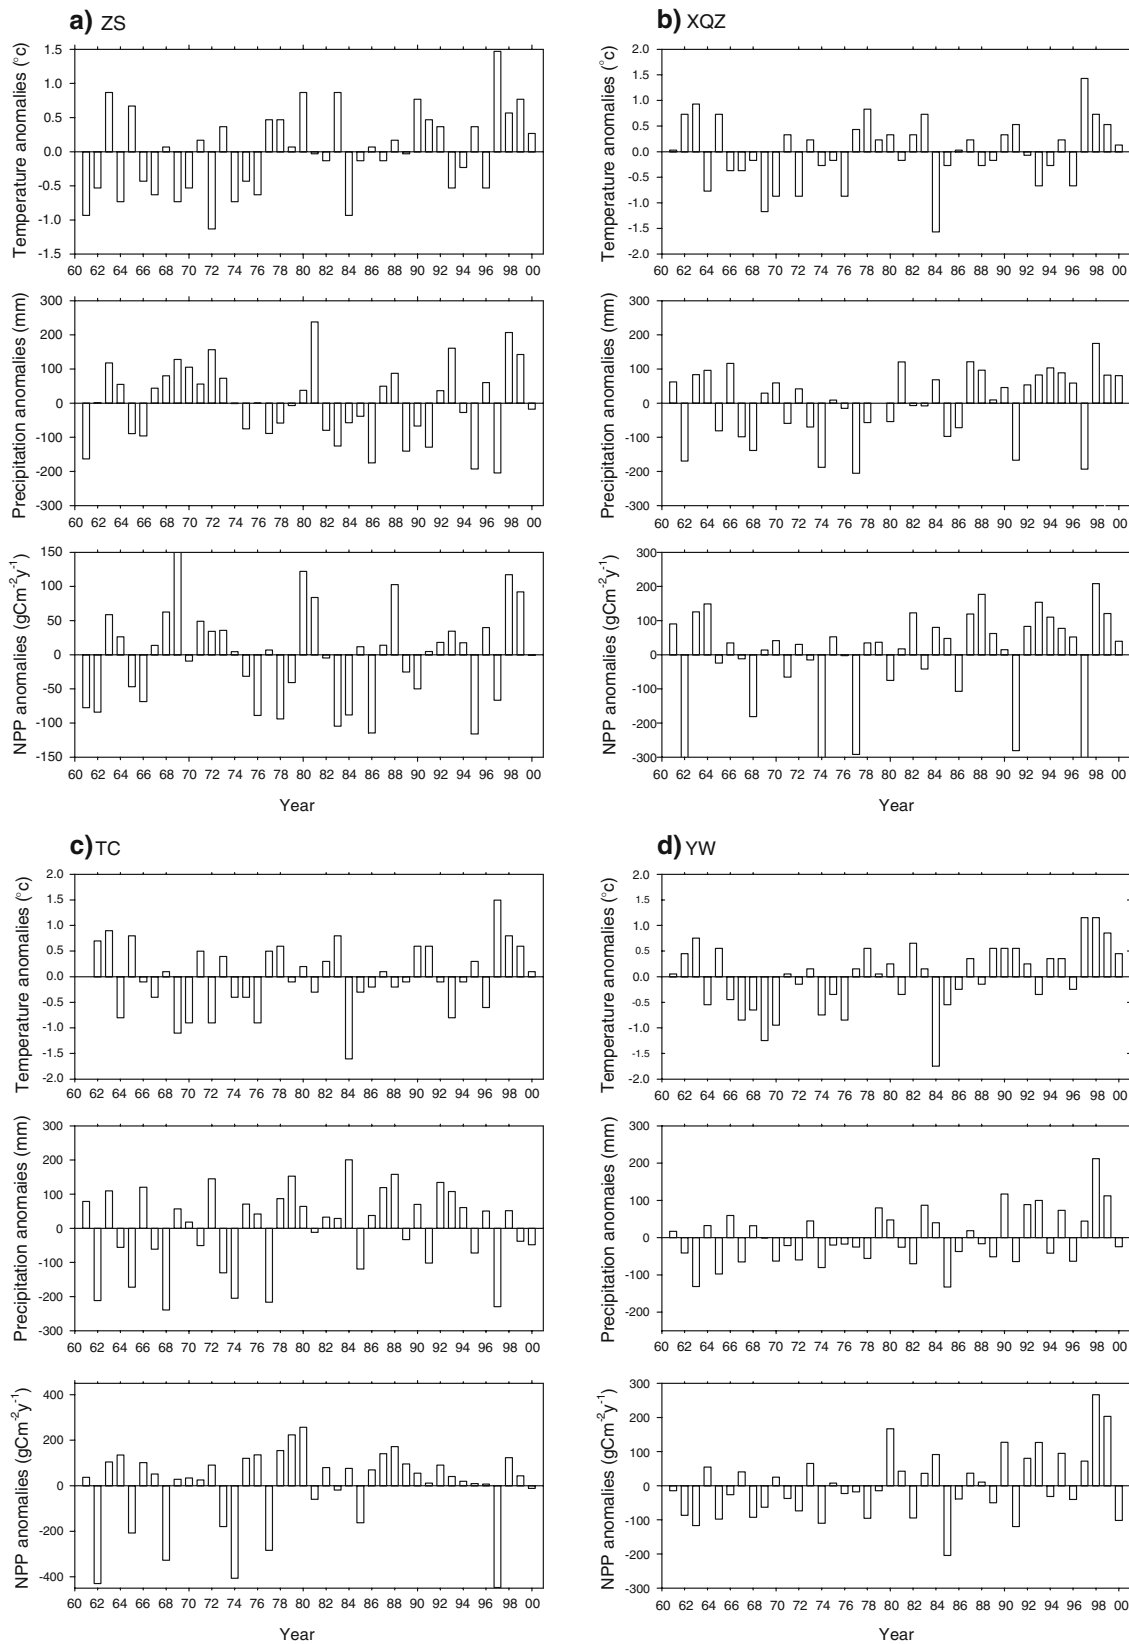 a) ZS
Temperature anomalies (°c)
1.5
1.0
0.5
0.0
-0.5
-1.0
-1.5
60 62 64 66 68 70 72 74 76 78 80 82 84 86 88 90 92 94 96 98 00
Precipitation anomalies (mm)
300
200
100
0
-100
-200
-300
60 62 64 66 68 70 72 74 76 78 80 82 84 86 88 90 92 94 96 98 00
NPP anomalies (gCm-2y-1)
150
100
50
0
-50
-100
-150
60 62 64 66 68 70 72 74 76 78 80 82 84 86 88 90 92 94 96 98 00
Year
b) XQZ
Temperature anomalies (°c)
2.0
1.5
1.0
0.5
0.0
-0.5
-1.0
-1.5
-2.0
60 62 64 66 68 70 72 74 76 78 80 82 84 86 88 90 92 94 96 98 00
Precipitation anomalies (mm)
300
200
100
0
-100
-200
-300
60 62 64 66 68 70 72 74 76 78 80 82 84 86 88 90 92 94 96 98 00
NPP anomalies (gCm-2y-1)
300
200
100
0
100
-200
-300
60 62 64 66 68 70 72 74 76 78 80 82 84 86 88 90 92 94 96 98 00
Year
c) TC
Temperature anomalies (°c)
2.0
1.5
1.0
0.5
0.0
-0.5
-1.0
-1.5
-2.0
60 62 64 66 68 70 72 74 76 78 80 82 84 86 88 90 92 94 96 98 00
Precipitation anomaies (mm)
300
200
100
0
-100
-200
-300
60 62 64 66 68 70 72 74 76 78 80 82 84 86 88 90 92 94 96 98 00
NPP anomalies (gCm-2y-1)
400
200
0
-200
-400
60 62 64 66 68 70 72 74 76 78 80 82 84 86 88 90 92 94 96 98 00
Year
d) YW
Temperature anomalies (°c)
2.0
1.5
1.0
0.5
0.0
-0.5
-1.0
-1.5
-2.0
60 62 64 66 68 70 72 74 76 78 80 82 84 86 88 90 92 94 96 98 00
Precipitation anomalies (mm)
300
200
100
0
-100
-200
60 62 64 66 68 70 72 74 76 78 80 82 84 86 88 90 92 94 96 98 00
NPP anomalies (gCm-2y-1)
300
200
100
0
-100
-200
-300
60 62 64 66 68 70 72 74 76 78 80 82 84 86 88 90 92 94 96 98 00
Year